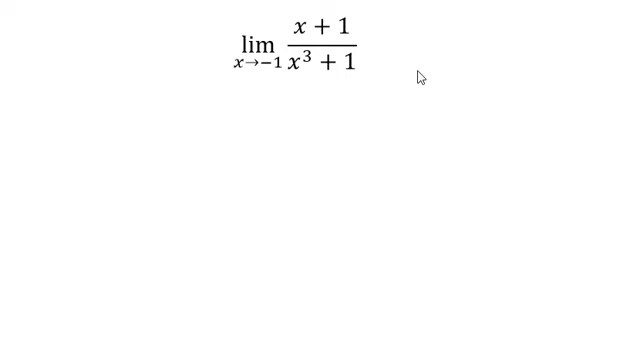 lim x→−1 (x + 1)/(x³ + 1)